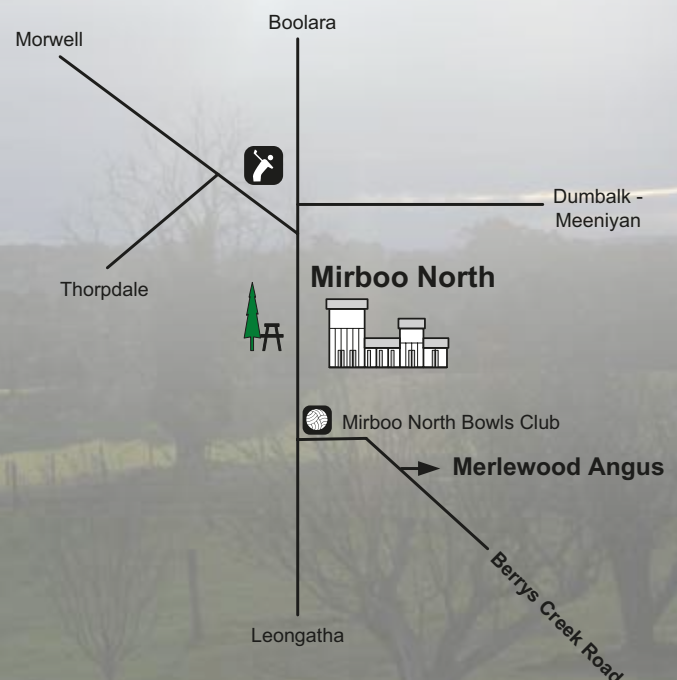 Boolara
Morwell
Dumbalk -
Meeniyan
Thorpdale
Mirboo North
Mirboo North Bowls Club
Merlewood Angus
Berrys Creek Road
Leongatha